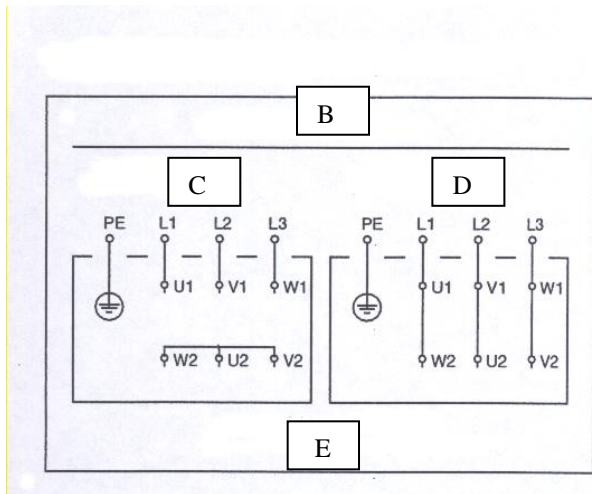 B
C D
PE L1 L2 L3 PE L1 L2 L3
U1 V1 W1 U1 V1 W1
W2 U2 V2 W2 U2 V2
E